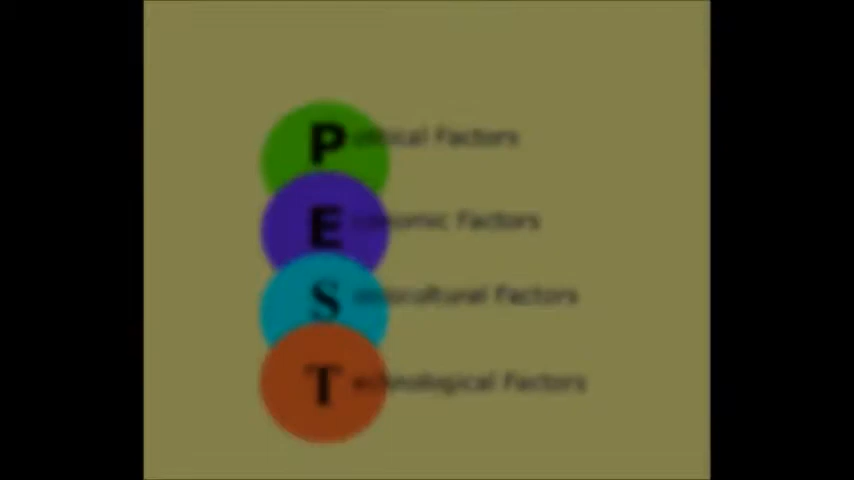 Political Factors
Economic Factors
Sociocultural Factors
Technological Factors